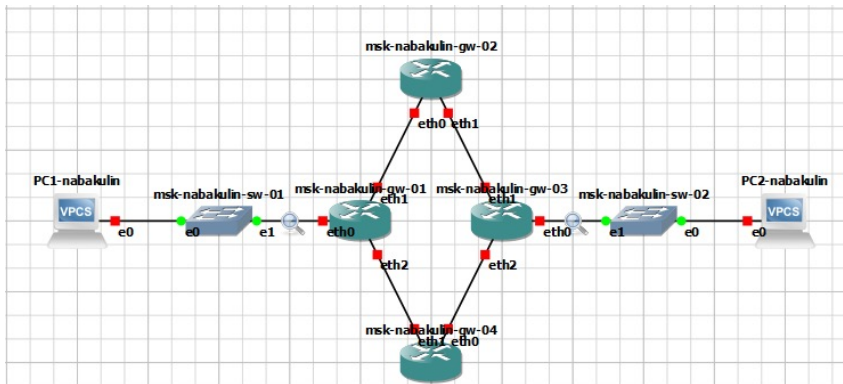 msk-nabakulin-gw-02
eth0 eth1
PC1-nabakulin
msk-nabakulin-sw-01
msk-nabakulin-gw-01
msk-nabakulin-gw-03
msk-nabakulin-sw-02
PC2-nabakulin
eth1
eth1
VPCS
VPCS
e0
e0
e1
eth0
eth0
e1
e0
e0
eth2
eth2
msk-nabakulin-gw-04
eth1 eth0